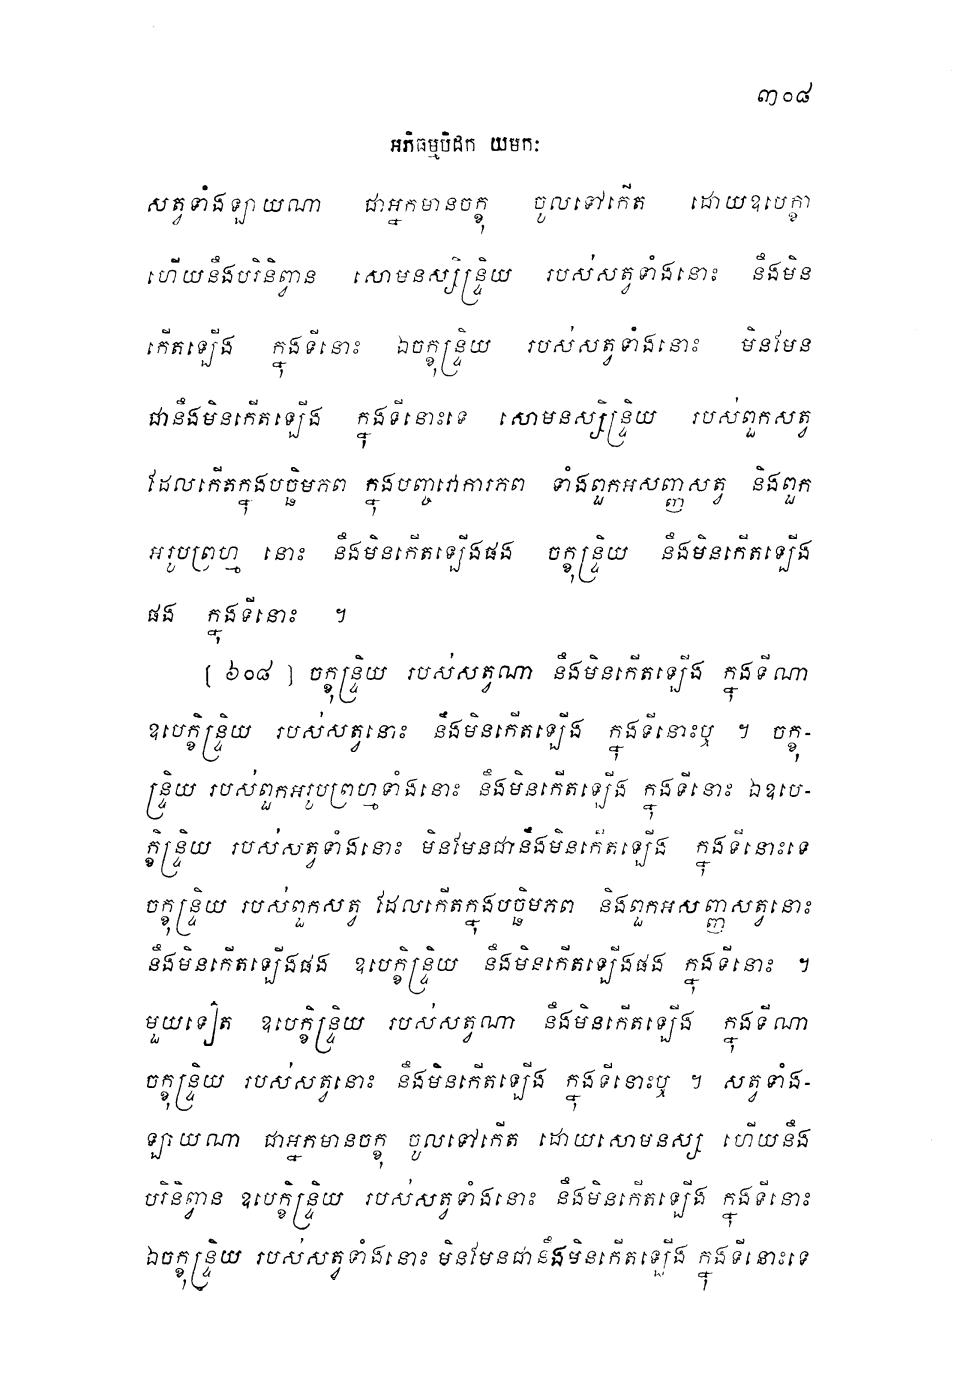 ៣០៨
អភិធម្មបិដក យមកៈ
សត្វទាំងឡាយណា ជាអ្នកមានចក្ខុ ចូលទៅកើត ដោយឧបេក្ខា
ហើយនឹងបរិនិព្វាន សោមនស្សិន្ទ្រិយ របស់សត្វទាំងនោះ នឹងមិន
កើតឡើង ក្នុងទីនោះ ឯចក្ខុន្ទ្រិយ របស់សត្វទាំងនោះ មិនមែន
ជានឹងមិនកើតឡើង ក្នុងទីនោះទេ សោមនស្សិន្ទ្រិយ របស់ពួកសត្វ
ដែលកើតក្នុងបច្ឆិមភព ក្នុងបញ្ចវោការភព ទាំងពួកអសញ្ញសត្វ និងពួក
អរូបព្រហ្ម នោះ នឹងមិនកើតឡើងផង ចក្ខុន្ទ្រិយ នឹងមិនកើតឡើង
ផង ក្នុងទីនោះ ។
[ ៦០៨ ] ចក្ខុន្ទ្រិយ របស់សត្វណា នឹងមិនកើតឡើង ក្នុងទីណា
ឧបេក្ខិន្ទ្រិយ របស់សត្វនោះ នឹងមិនកើតឡើង ក្នុងទីនោះឬ ។ ចក្ខុ-
ន្ទ្រិយ របស់ពួកអរូបព្រហ្មទាំងនោះ នឹងមិនកើតឡើង ក្នុងទីនោះ ឯឧបេ-
ក្ខិន្ទ្រិយ របស់សត្វទាំងនោះ មិនមែនជានឹងមិនកើតឡើង ក្នុងទីនោះទេ
ចក្ខុន្ទ្រិយ របស់ពួកសត្វ ដែលកើតក្នុងបច្ឆិមភព និងពួកអសញ្ញសត្វនោះ
នឹងមិនកើតឡើងផង ឧបេក្ខិន្ទ្រិយ នឹងមិនកើតឡើងផង ក្នុងទីនោះ ។
មួយទៀត ឧបេក្ខិន្ទ្រិយ របស់សត្វណា នឹងមិនកើតឡើង ក្នុងទីណា
ចក្ខុន្ទ្រិយ របស់សត្វនោះ នឹងមិនកើតឡើង ក្នុងទីនោះឬ ។ សត្វទាំង-
ឡាយណា ជាអ្នកមានចក្ខុ ចូលទៅកើត ដោយសោមនស្ស ហើយនឹង
បរិនិព្វាន ឧបេក្ខិន្ទ្រិយ របស់សត្វទាំងនោះ នឹងមិនកើតឡើង ក្នុងទីនោះ
ឯចក្ខុន្ទ្រិយ របស់សត្វទាំងនោះ មិនមែនជានឹងមិនកើតឡើង ក្នុងទីនោះទេ